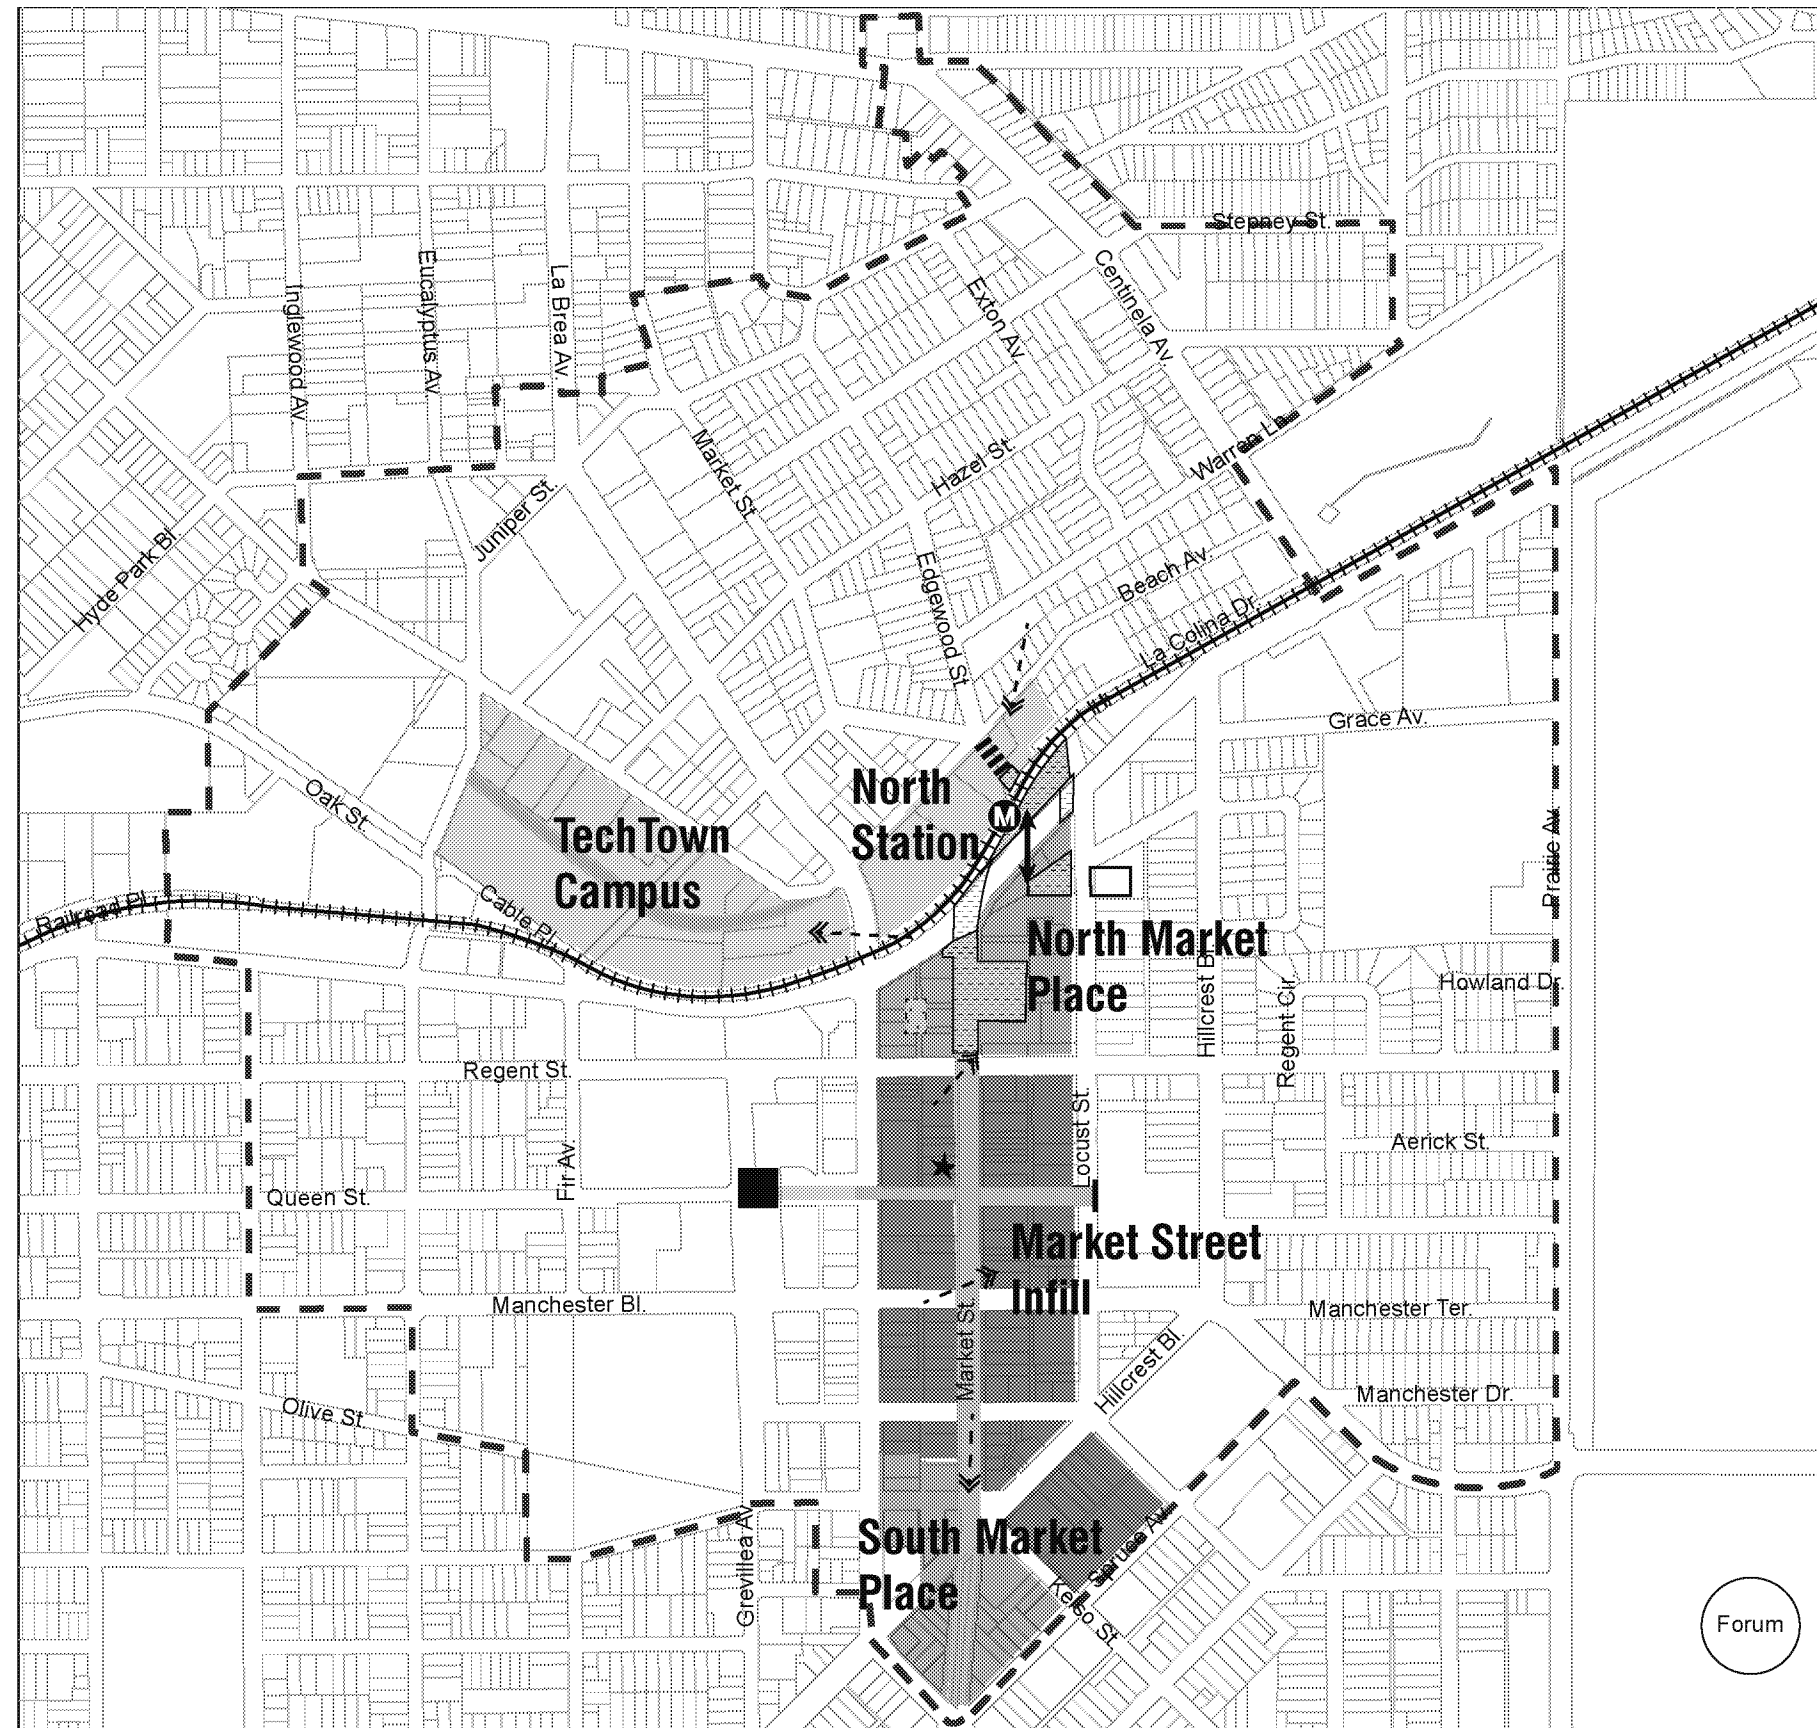 Stepney St.
Centinela Av.
Exton Av.
Eucalyptus Av
La Brea Av.
Inglewood Av.
Market St
Hazel St.
Warren Ln
Juniper St.
Hyde Park Bl
Edgewood St.
Beach Av
La Colina Dr.
Grace Av.
Oak St.
North
Station
M
TechTown
Campus
Prairie Av.
Railroad Pl.
Cable Pl.
North Market
Place
Hillcrest Bl
Regent Cir.
Howland Dr.
Regent St.
Locust St.
Aerick St.
Fir Av.
Queen St.
Market Street
Infill
Manchester Bl.
Market St.
Manchester Ter.
Hillcrest Bl.
Manchester Dr.
Olive St.
Grevillea Av
South Market
Place
Spruce Av
Kelso St.
Forum